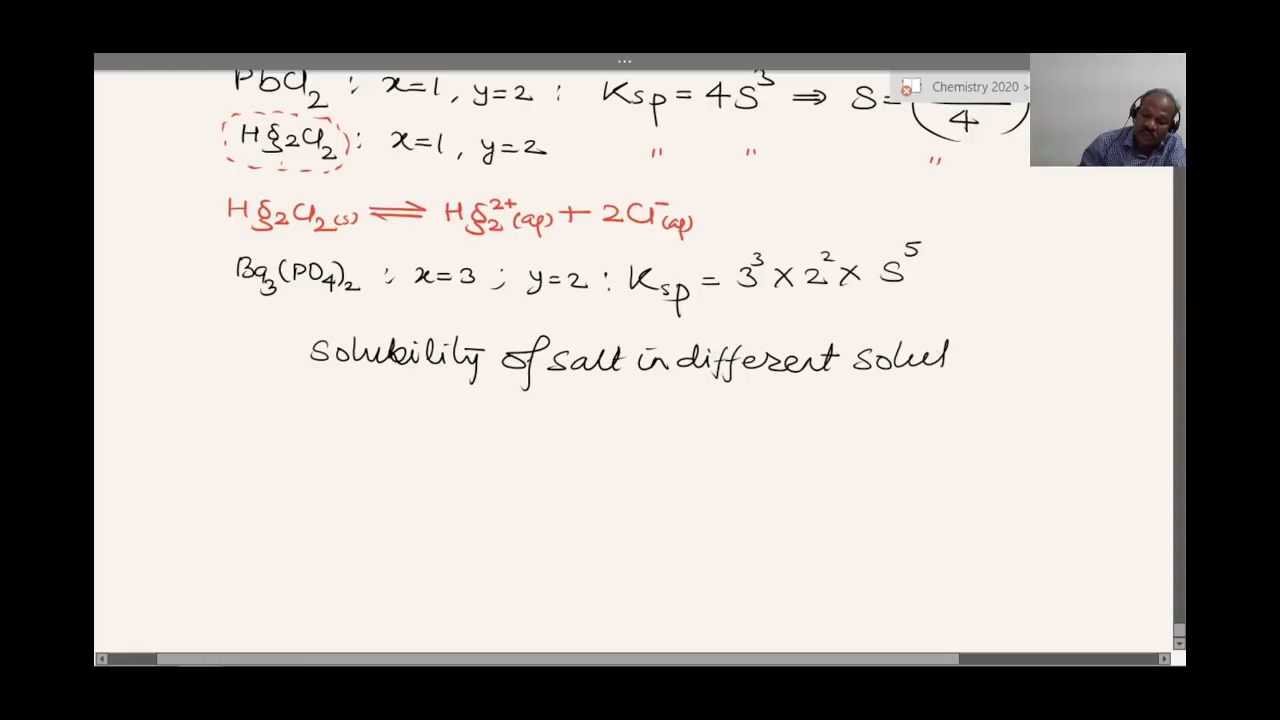 PbCl₂ : x=1, y=2 : Ksp = 4S³ ⇒ S = ( /4)
Chemistry 2020 >
Hg₂Cl₂ : x=1, y=2 " " "
Hg₂Cl₂(s) ⇌ Hg₂²⁺(aq) + 2Cl⁻(aq)
Ba₃(PO₄)₂ : x=3 ; y=2 : Ksp = 3³ × 2² × S⁵
solubility of salt in different solut